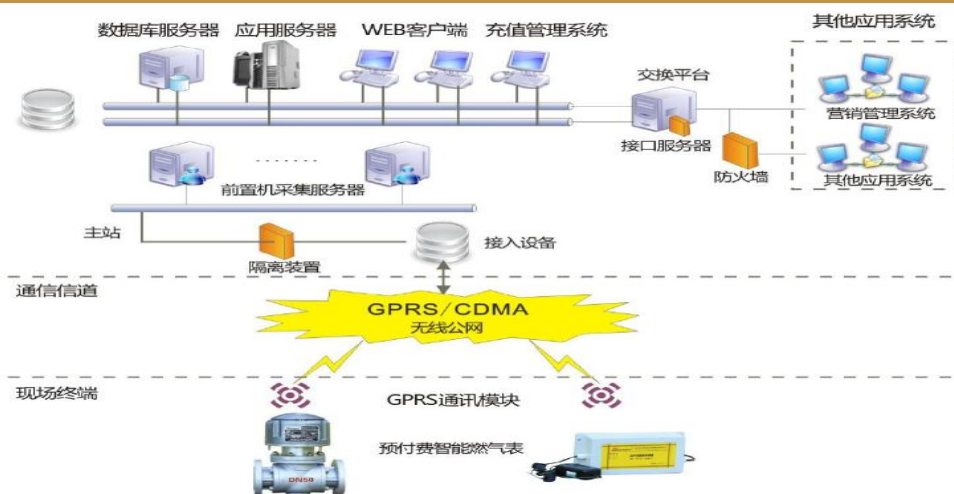 数据库服务器 应用服务器 WEB客户端 充值管理系统 其他应用系统
交换平台
营销管理系统
接口服务器
防火墙 其他应用系统
前置机采集服务器
主站
接入设备
隔离装置
通信信道
GPRS/CDMA
无线公网
现场终端
GPRS通讯模块
预付费智能燃气表
DN50